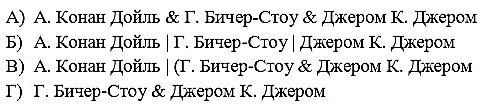 А) А. Конан Дойль & Г. Бичер-Стоу & Джером К. Джером
Б) А. Конан Дойль | Г. Бичер-Стоу | Джером К. Джером
В) А. Конан Дойль | (Г. Бичер-Стоу & Джером К. Джером
Г) Г. Бичер-Стоу & Джером К. Джером